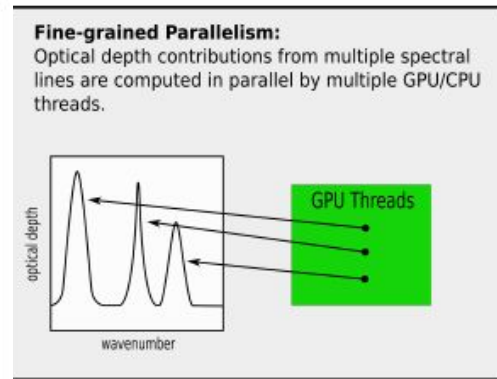 Fine-grained Parallelism:
Optical depth contributions from multiple spectral
lines are computed in parallel by multiple GPU/CPU
threads.
GPU Threads
optical depth
wavenumber